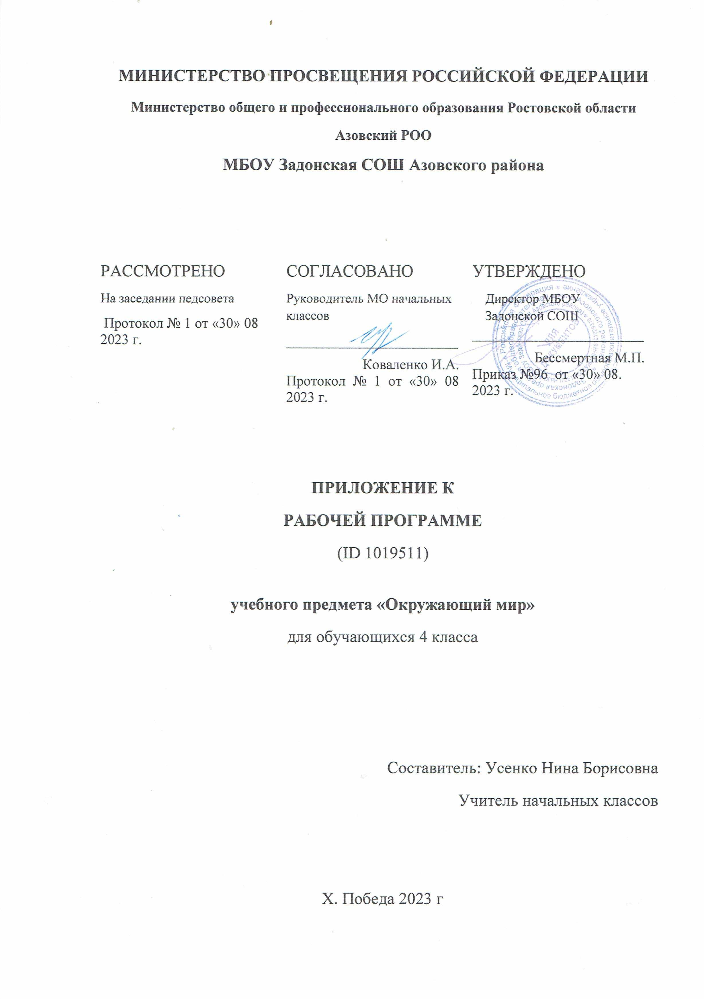 МИНИСТЕРСТВО ПРОСВЕЩЕНИЯ РОССИЙСКОЙ ФЕДЕРАЦИИ
Министерство общего и профессионального образования Ростовской области
Азовский РОО
МБОУ Задонская СОШ Азовского района
РАССМОТРЕНО
На заседании педсовета
Протокол № 1 от «30» 08
2023 г.
СОГЛАСОВАНО
Руководитель МО начальных
классов
Коваленко И.А.
Протокол № 1 от «30» 08
2023 г.
УТВЕРЖДЕНО
Директор МБОУ
Задонской СОШ
Бессмертная М.П.
Приказ №96 от «30» 08.
2023 г.
ДЛЯ
ДОКУМЕНТОВ
ПРИЛОЖЕНИЕ К
РАБОЧЕЙ ПРОГРАММЕ
(ID 1019511)
учебного предмета «Окружающий мир»
для обучающихся 4 класса
Составитель: Усенко Нина Борисовна
Учитель начальных классов
Х. Победа 2023 г